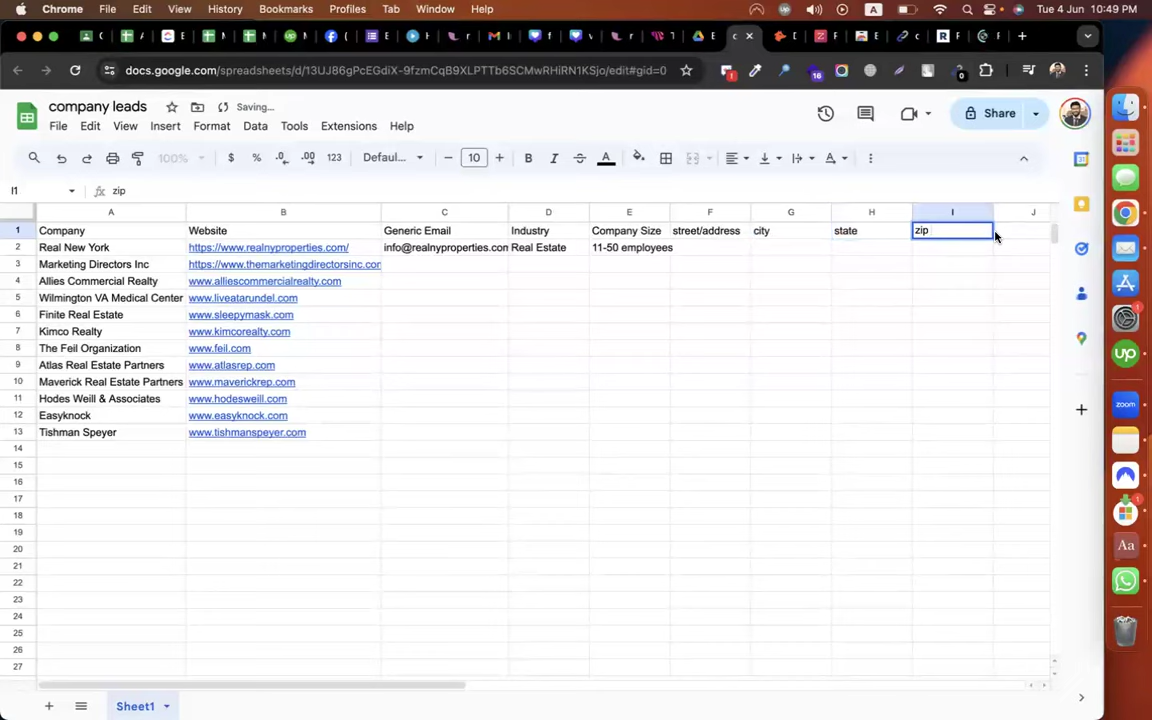 Chrome File Edit View History Bookmarks Profiles Tab Window Help A Tue 4 Jun 10:49 PM
docs.google.com/spreadsheets/d/13UJ86gPcEGdiX-9fzmCqB9XLPTTb6SCMwRHiRN1KSjo/edit#gid=0
company leads Saving...
File Edit View Insert Format Data Tools Extensions Help Share
100% $ % .0 .00 123 Defaul... 10 B I S A
I1 fx zip
A B C D E F G H I J
1 Company Website Generic Email Industry Company Size street/address city state zip
2 Real New York https://www.realnyproperties.com/ info@realnyproperties.com Real Estate 11-50 employees
3 Marketing Directors Inc https://www.themarketingdirectorsinc.com
4 Allies Commercial Realty www.alliescommercialrealty.com
5 Wilmington VA Medical Center www.liveatarundel.com
6 Finite Real Estate www.sleepymask.com
7 Kimco Realty www.kimcorealty.com
8 The Feil Organization www.feil.com
9 Atlas Real Estate Partners www.atlasrep.com
10 Maverick Real Estate Partners www.maverickrep.com
11 Hodes Weill & Associates www.hodesweill.com
12 Easyknock www.easyknock.com
13 Tishman Speyer www.tishmanspeyer.com
14
15
16
17
18
19
20
21
22
23
24
25
26
27
Sheet1
up
zoom
Aa